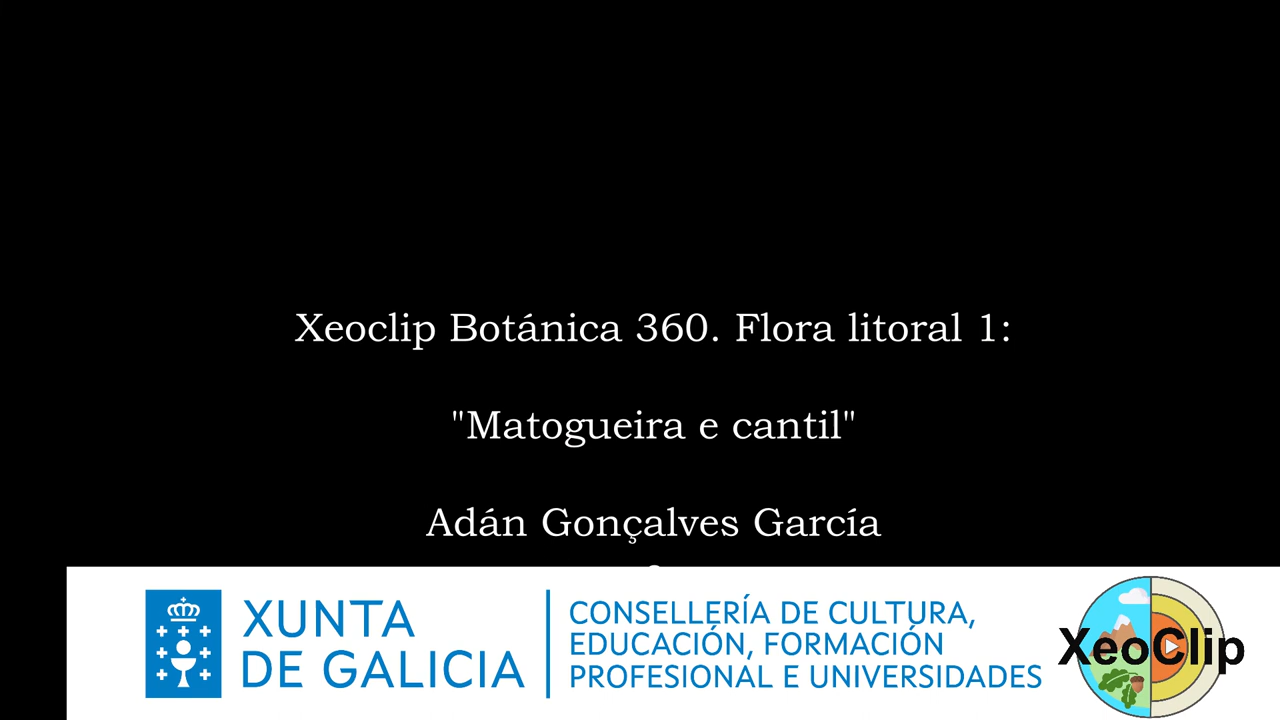 Xeoclip Botánica 360. Flora litoral 1:
"Matogueira e cantil"
Adán Gonçalves García
XUNTA
DE GALICIA
CONSELLERÍA DE CULTURA,
EDUCACIÓN, FORMACIÓN
PROFESIONAL E UNIVERSIDADES
XeoClip